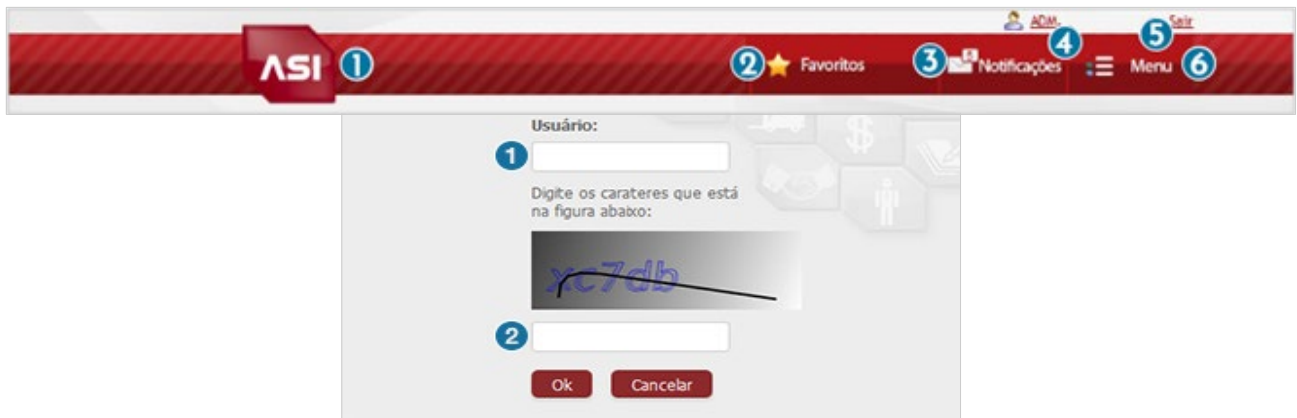 ADM. Sair
ASI 1 2 Favoritos 3 6 Notificações 4 Menu 5 6
Usuário:
1
Digite os carateres que está
na figura abaixo:
xc7db
2
Ok Cancelar